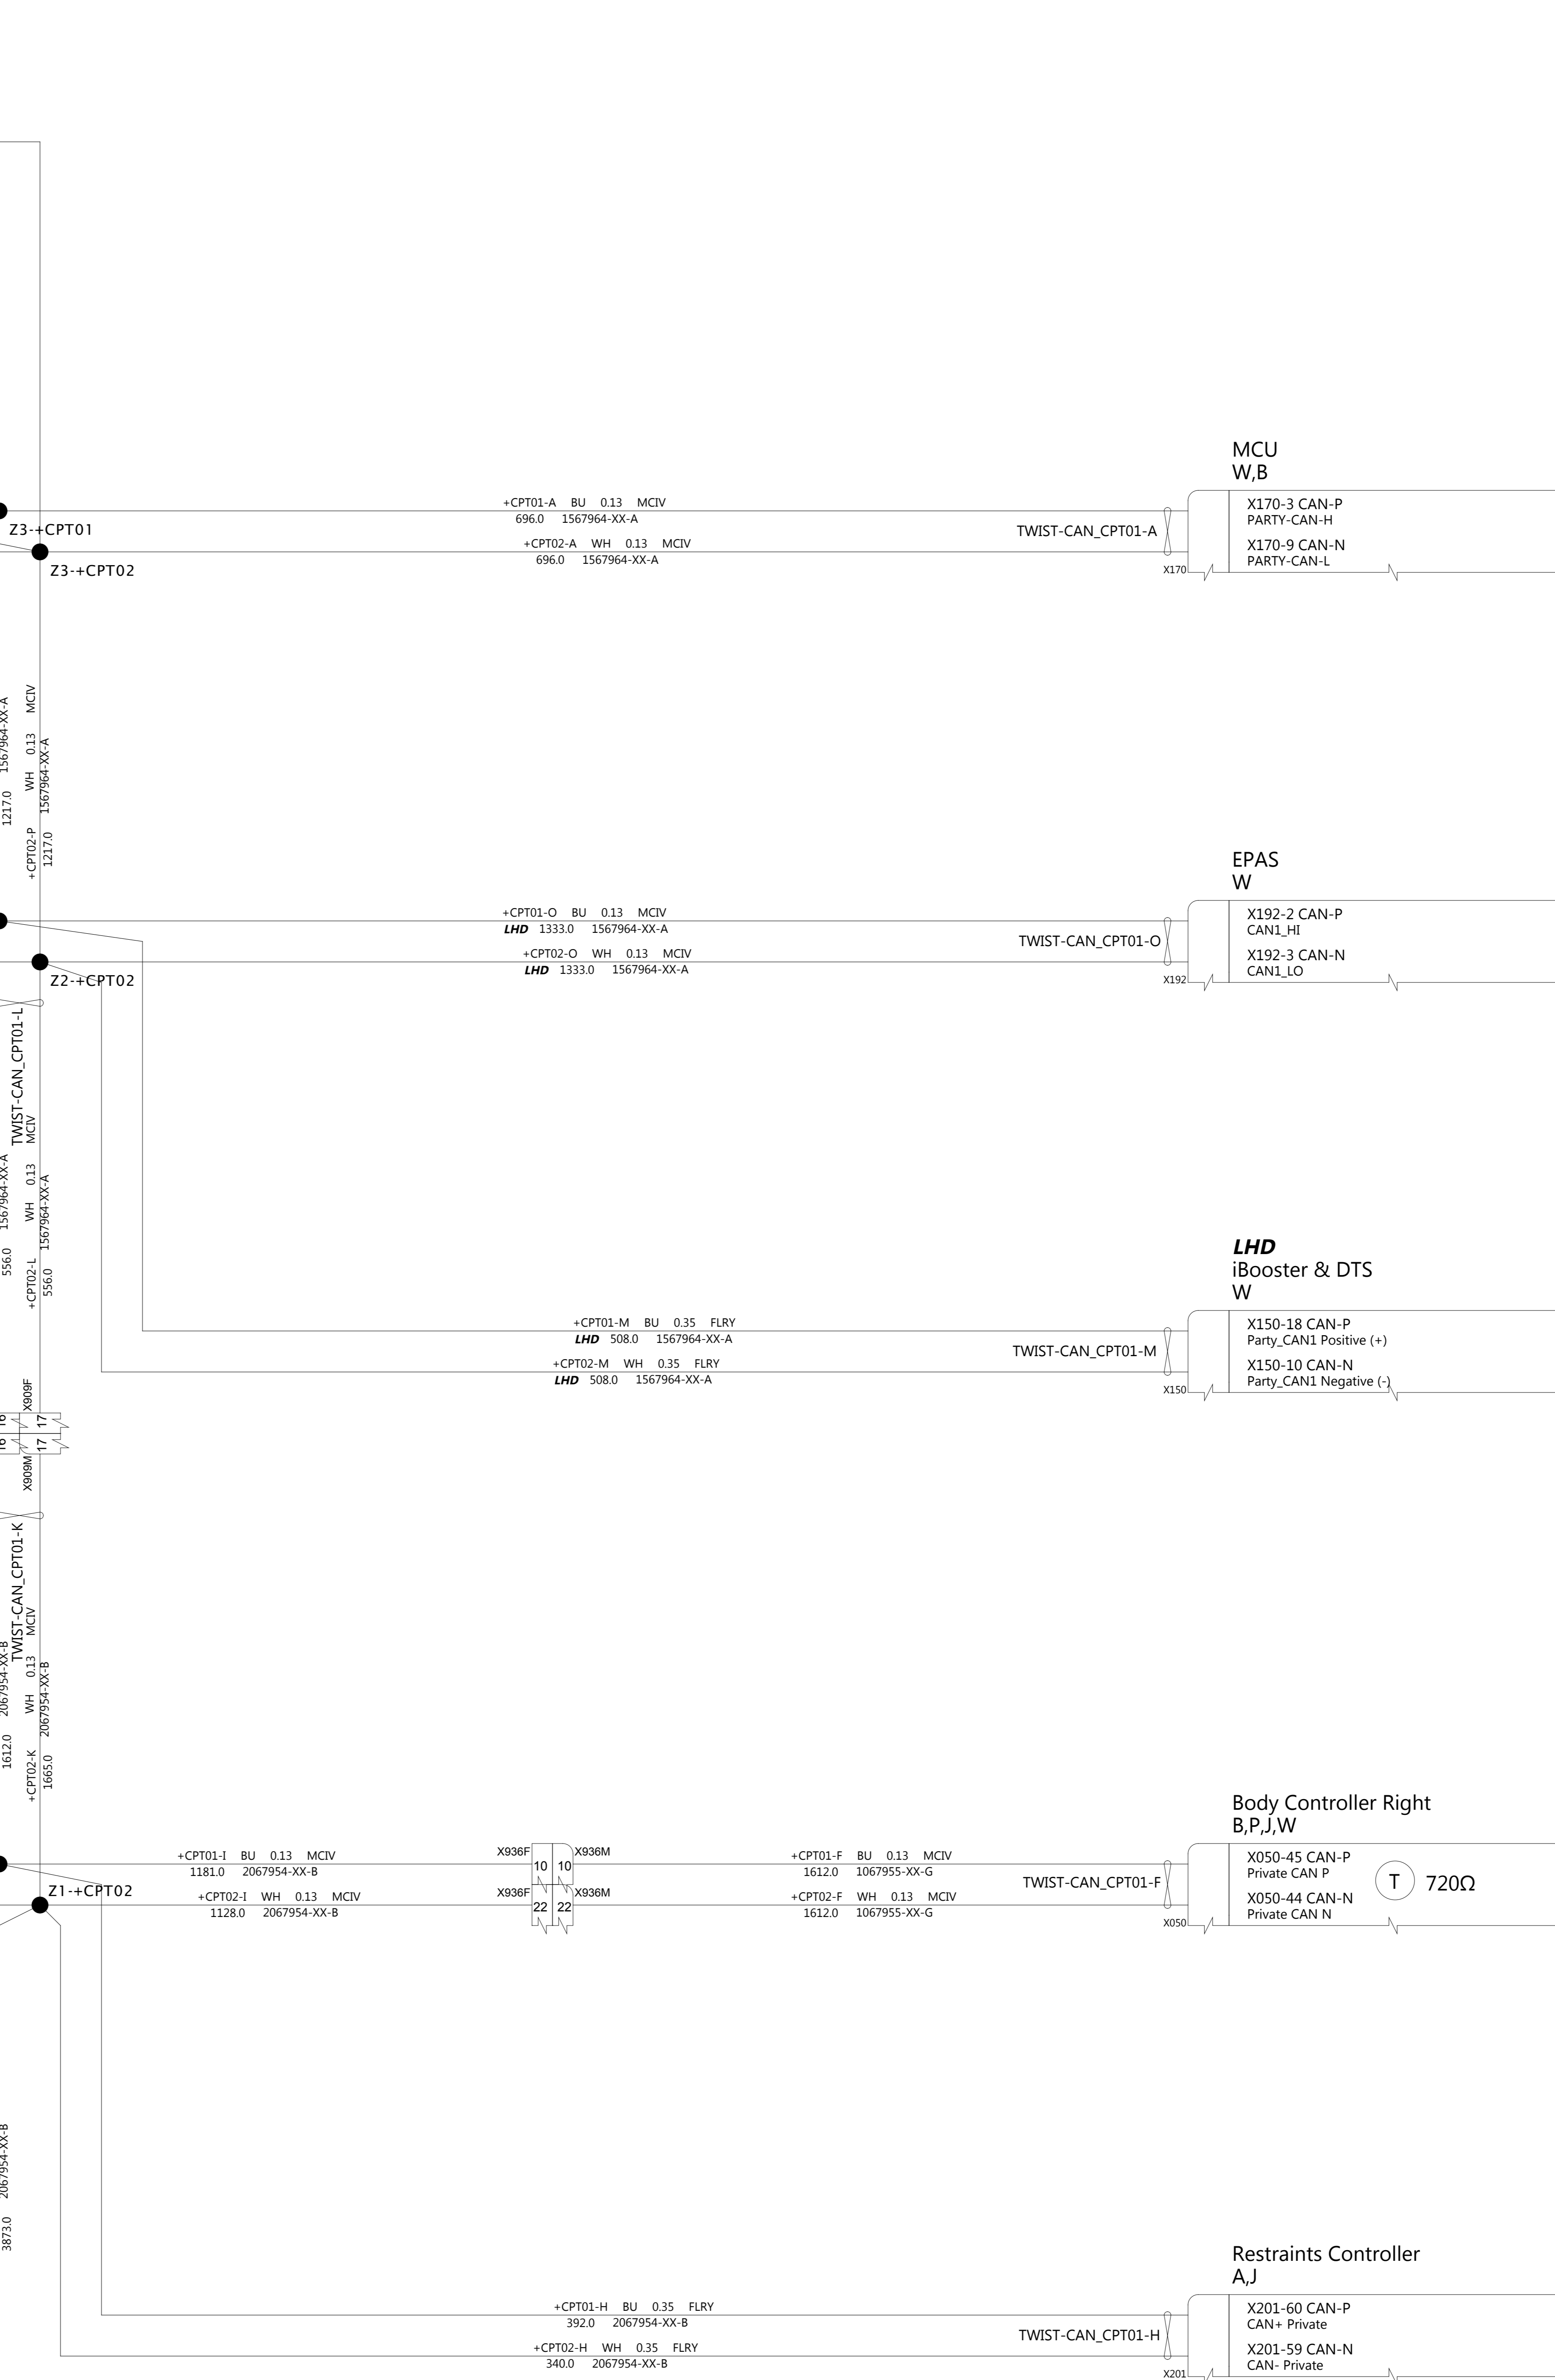 MCU
W,B
+CPT01-A BU 0.13 MCIV
696.0 1567964-XX-A
X170-3 CAN-P
PARTY-CAN-H
Z3-+CPT01
TWIST-CAN_CPT01-A
+CPT02-A WH 0.13 MCIV
696.0 1567964-XX-A
X170-9 CAN-N
PARTY-CAN-L
Z3-+CPT02
X170
1217.0 1567964-XX-A
+CPT02-P WH 0.13 MCIV
1217.0 1567964-XX-A
EPAS
W
+CPT01-O BU 0.13 MCIV
LHD 1333.0 1567964-XX-A
X192-2 CAN-P
CAN1_HI
TWIST-CAN_CPT01-O
+CPT02-O WH 0.13 MCIV
LHD 1333.0 1567964-XX-A
X192-3 CAN-N
CAN1_LO
Z2-+CPT02
X192
TWIST-CAN_CPT01-L
556.0 1567964-XX-A
+CPT02-L WH 0.13 MCIV
556.0 1567964-XX-A
LHD
iBooster & DTS
W
+CPT01-M BU 0.35 FLRY
LHD 508.0 1567964-XX-A
X150-18 CAN-P
Party_CAN1 Positive (+)
TWIST-CAN_CPT01-M
+CPT02-M WH 0.35 FLRY
LHD 508.0 1567964-XX-A
X150-10 CAN-N
Party_CAN1 Negative (-)
X150
X909F
16 17
16 17
X909M
TWIST-CAN_CPT01-K
1612.0 2067954-XX-B
+CPT02-K WH 0.13 MCIV
1665.0 2067954-XX-B
Body Controller Right
B,P,J,W
+CPT01-I BU 0.13 MCIV
1181.0 2067954-XX-B
X936F 10 10 X936M
+CPT01-F BU 0.13 MCIV
1612.0 1067955-XX-G
X050-45 CAN-P
Private CAN P
TWIST-CAN_CPT01-F
T 720Ω
Z1-+CPT02
+CPT02-I WH 0.13 MCIV
1128.0 2067954-XX-B
X936F 22 22 X936M
+CPT02-F WH 0.13 MCIV
1612.0 1067955-XX-G
X050-44 CAN-N
Private CAN N
X050
3873.0 2067954-XX-B
Restraints Controller
A,J
+CPT01-H BU 0.35 FLRY
392.0 2067954-XX-B
X201-60 CAN-P
CAN+ Private
TWIST-CAN_CPT01-H
+CPT02-H WH 0.35 FLRY
340.0 2067954-XX-B
X201-59 CAN-N
CAN- Private
X201